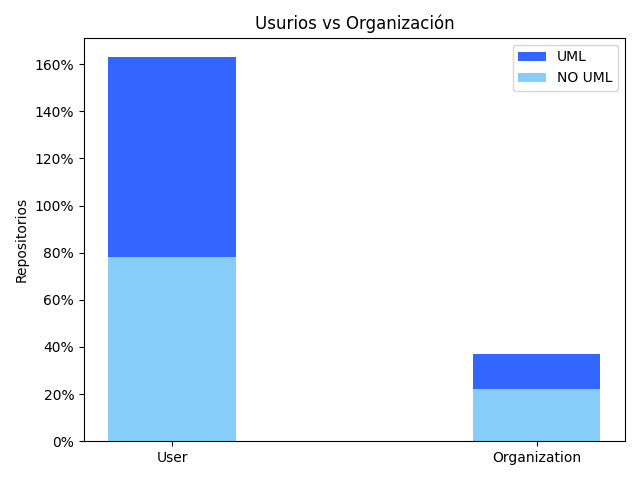 Usurios vs Organización
UML
NO UML
Repositorios
160%
140%
120%
100%
80%
60%
40%
20%
0%
User
Organization